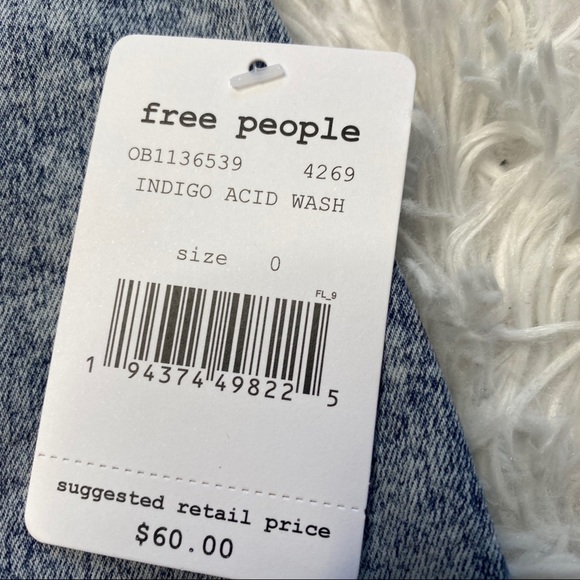 free people
OB1136539 4269
INDIGO ACID WASH
size 0
FL_9
1 94374 49822 5
suggested retail price
$60.00